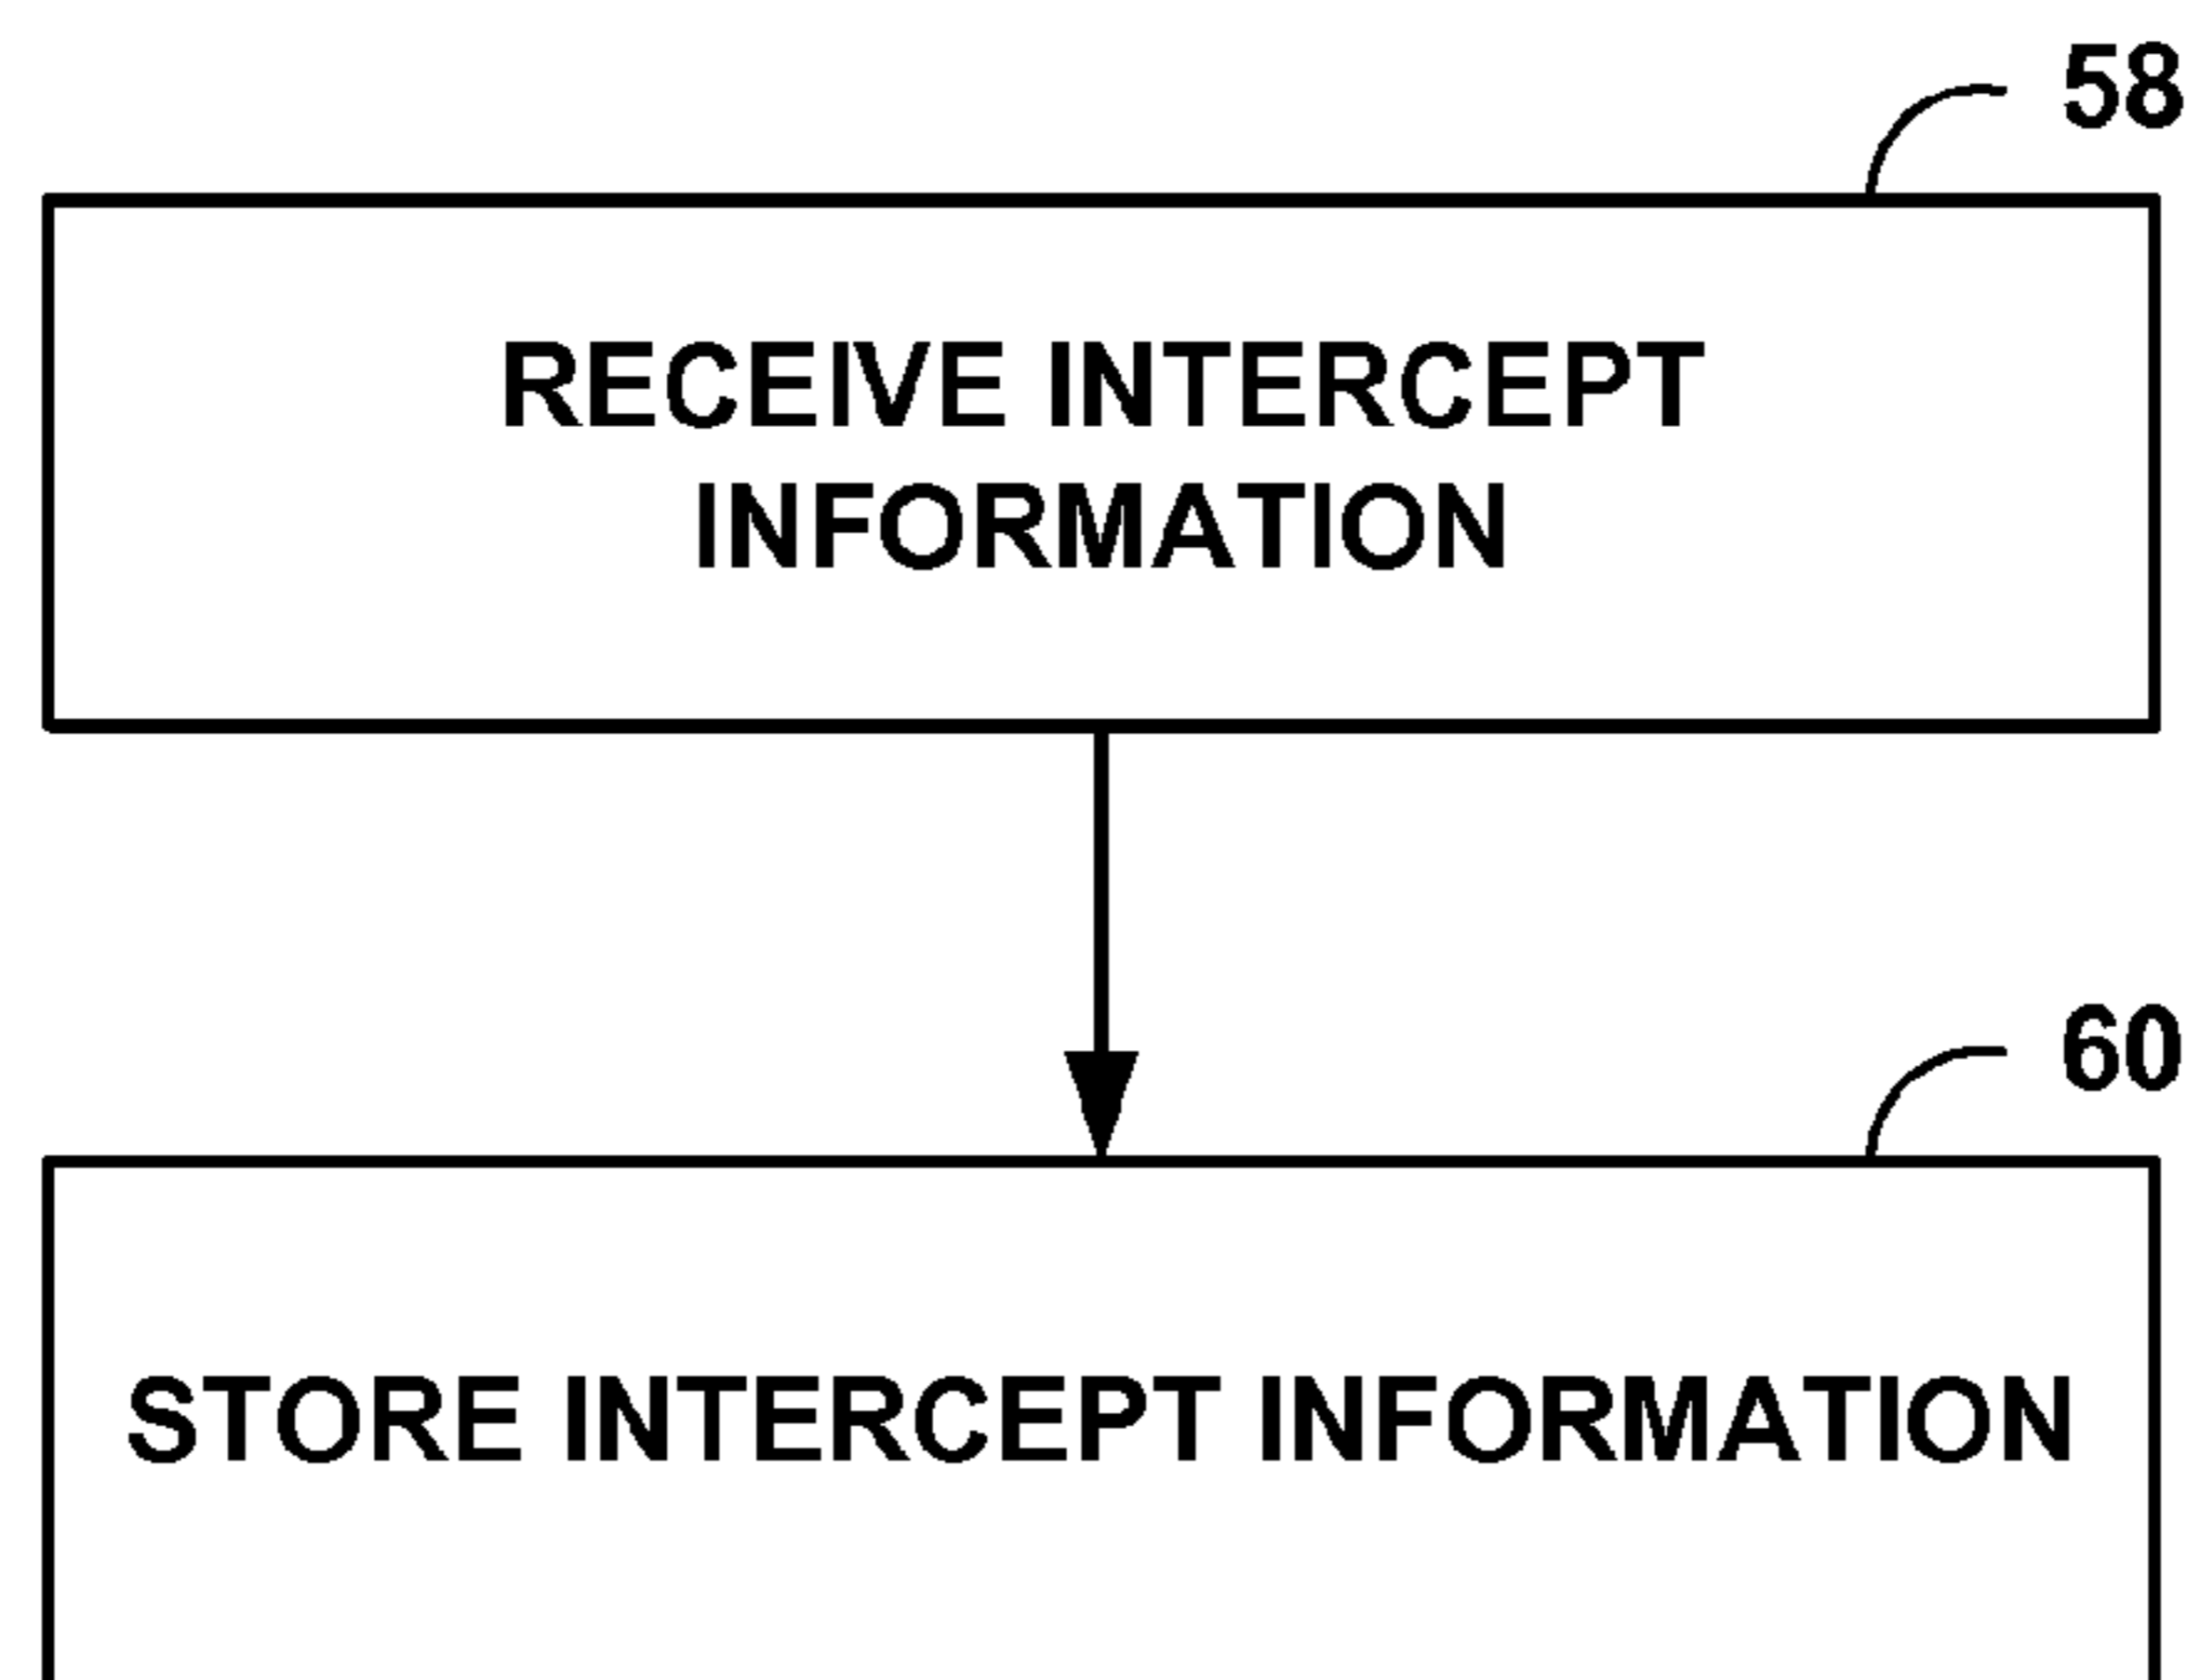 58
RECEIVE INTERCEPT
INFORMATION
60
STORE INTERCEPT INFORMATION